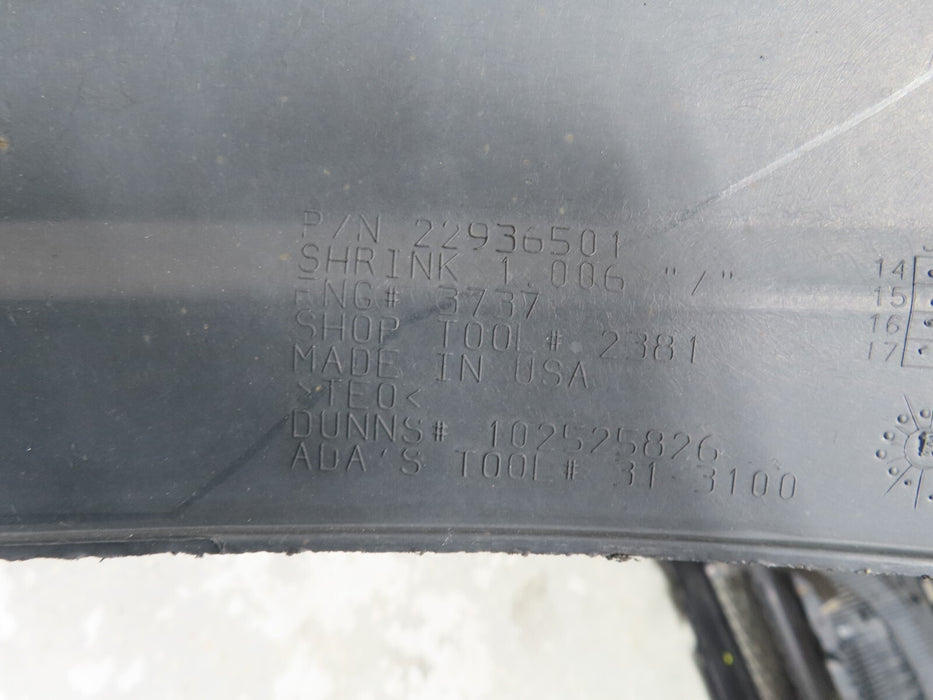 P/N 22936501
SHRINK 1.006 "/"
ENG# 3737
SHOP TOOL# 2381
MADE IN USA
>TEO<
DUNNS# 102525826
ADA'S TOOL# 31-3100
14
15
16
17